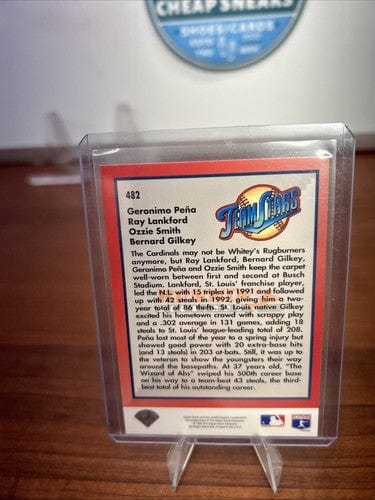 CHEAP SNEAKS
SHOES/CARDS
482
Geronimo Peña
Ray Lankford
Ozzie Smith
Bernard Gilkey
TEAM STARS
The Cardinals may not be Whitey's Rugburners
anymore, but Ray Lankford, Bernard Gilkey,
Geronimo Peña and Ozzie Smith keep the carpet
well-worn between first and second at Busch
Stadium. Lankford, St. Louis' franchise player,
led the N.L. with 15 triples in 1991 and followed
up with 42 steals in 1992, giving him a two-
year total of 86 thefts. St. Louis native Gilkey
excited his hometown crowd with scrappy play
and a .302 average in 131 games, adding 18
steals to St. Louis' league-leading total of 208.
Peña lost most of the year to a spring injury but
showed good power with 20 extra-base hits
(and 13 steals) in 203 at-bats. Still, it was up to
the veteran to show the youngsters their way
around the basepaths. At 37 years old, "The
Wizard of Ahs" swiped his 500th career base
on his way to a team-best 43 steals, the third-
best total of his outstanding career.